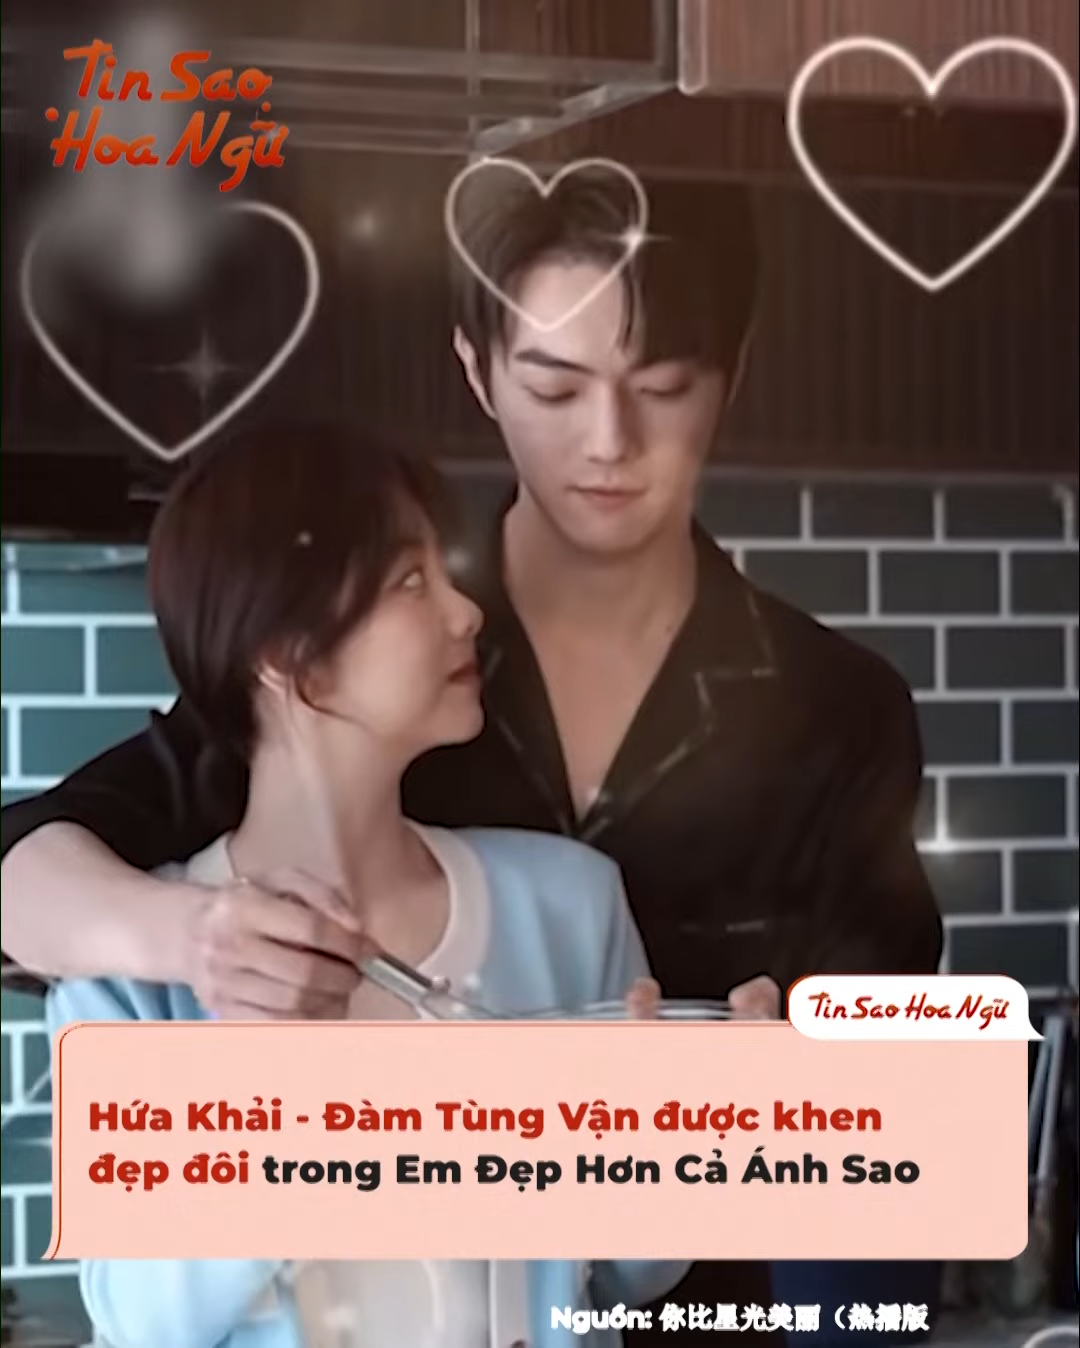 Tin Sao
Hoa Ngữ
Tin Sao Hoa Ngữ
Hứa Khải - Đàm Tùng Vận được khen
đẹp đôi trong Em Đẹp Hơn Cả Ánh Sao
Nguồn: 你比星光美丽（热播版